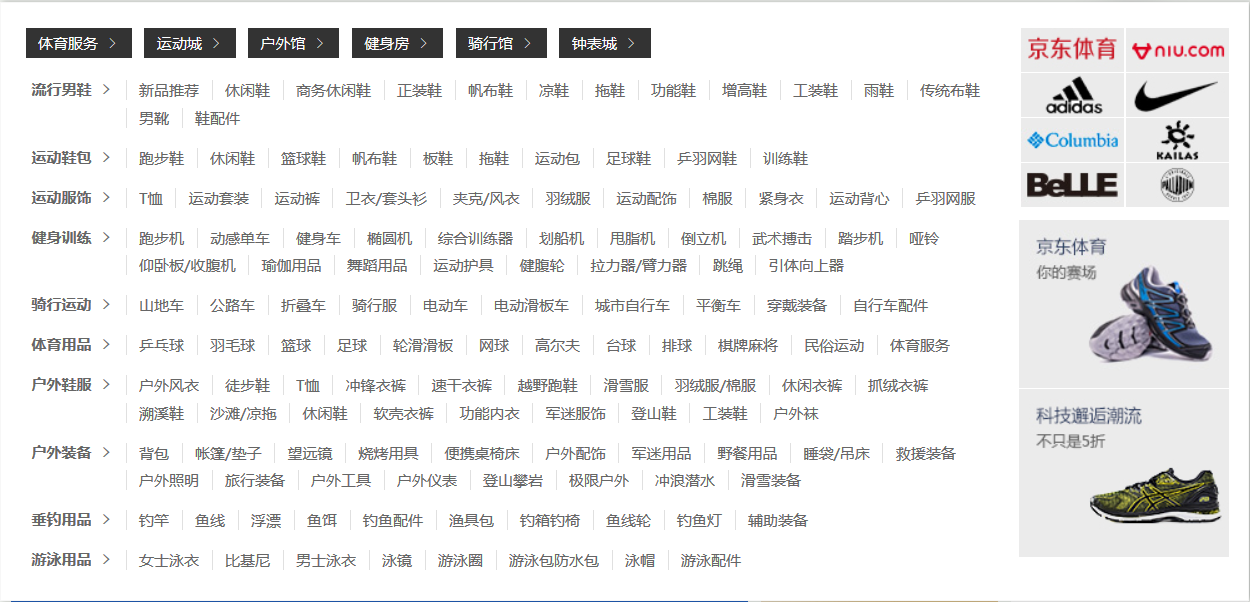 体育服务 > 运动城 > 户外馆 > 健身房 > 骑行馆 > 钟表城 >
流行男鞋 > 新品推荐 休闲鞋 商务休闲鞋 正装鞋 帆布鞋 凉鞋 拖鞋 功能鞋 增高鞋 工装鞋 雨鞋 传统布鞋
男靴 鞋配件
运动鞋包 > 跑步鞋 休闲鞋 篮球鞋 帆布鞋 板鞋 拖鞋 运动包 足球鞋 乒羽网鞋 训练鞋
运动服饰 > T恤 运动套装 运动裤 卫衣/套头衫 夹克/风衣 羽绒服 运动配饰 棉服 紧身衣 运动背心 乒羽网服
健身训练 > 跑步机 动感单车 健身车 椭圆机 综合训练器 划船机 甩脂机 倒立机 武术搏击 踏步机 哑铃
仰卧板/收腹机 瑜伽用品 舞蹈用品 运动护具 健腹轮 拉力器/臂力器 跳绳 引体向上器
骑行运动 > 山地车 公路车 折叠车 骑行服 电动车 电动滑板车 城市自行车 平衡车 穿戴装备 自行车配件
体育用品 > 乒乓球 羽毛球 篮球 足球 轮滑滑板 网球 高尔夫 台球 排球 棋牌麻将 民俗运动 体育服务
户外鞋服 > 户外风衣 徒步鞋 T恤 冲锋衣裤 速干衣裤 越野跑鞋 滑雪服 羽绒服/棉服 休闲衣裤 抓绒衣裤
溯溪鞋 沙滩/凉拖 休闲鞋 软壳衣裤 功能内衣 军迷服饰 登山鞋 工装鞋 户外袜
户外装备 > 背包 帐篷/垫子 望远镜 烧烤用具 便携桌椅床 户外配饰 军迷用品 野餐用品 睡袋/吊床 救援装备
户外照明 旅行装备 户外工具 户外仪表 登山攀岩 极限户外 冲浪潜水 滑雪装备
垂钓用品 > 钓竿 鱼线 浮漂 鱼饵 钓鱼配件 渔具包 钓箱钓椅 鱼线轮 钓鱼灯 辅助装备
游泳用品 > 女士泳衣 比基尼 男士泳衣 泳镜 游泳圈 游泳包防水包 泳帽 游泳配件
京东体育 niu.com
adidas
Columbia KAILAS
BeLLE PALLADIUM
京东体育
你的赛场
科技邂逅潮流
不只是5折